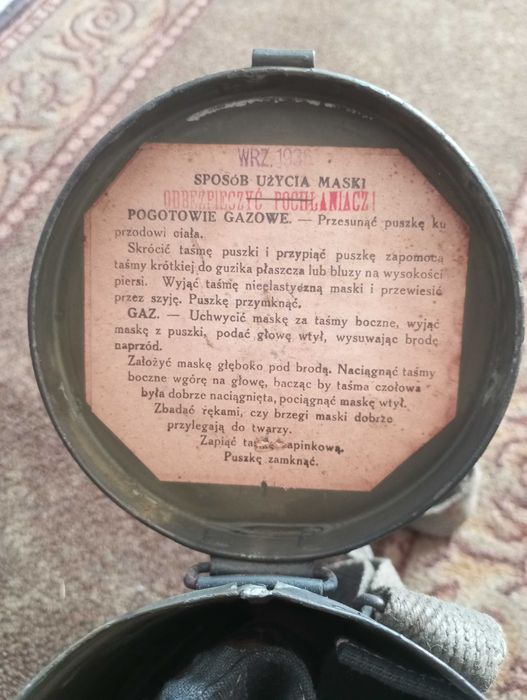 WRZ. 193
SPOSÓB UŻYCIA MASKI
ODBEZPIECZYĆ POCHŁANIACZ!
POGOTOWIE GAZOWE. — Przesunąć puszkę ku
przodowi ciała.
Skrócić taśmę puszki i przypiąć puszkę zapomocą
taśmy krótkiej do guzika płaszcza lub bluzy na wysokości
piersi. Wyjąć taśmę nieelastyczną maski i przewiesić
przez szyję. Puszkę przymknąć.
GAZ. — Uchwycić maskę za taśmy boczne, wyjąć
maskę z puszki, podać głowę wtył, wysuwając brodę
naprzód.
Założyć maskę głęboko pod brodą. Naciągnąć taśmy
boczne wgórę na głowę, bacząc by taśma czołowa
była dobrze naciągnięta, pociągnąć maskę wtył.
Zbadać rękami, czy brzegi maski dobrze
przylegają do twarzy.
Zapiąć zapinkową.
Puszkę zamknąć.